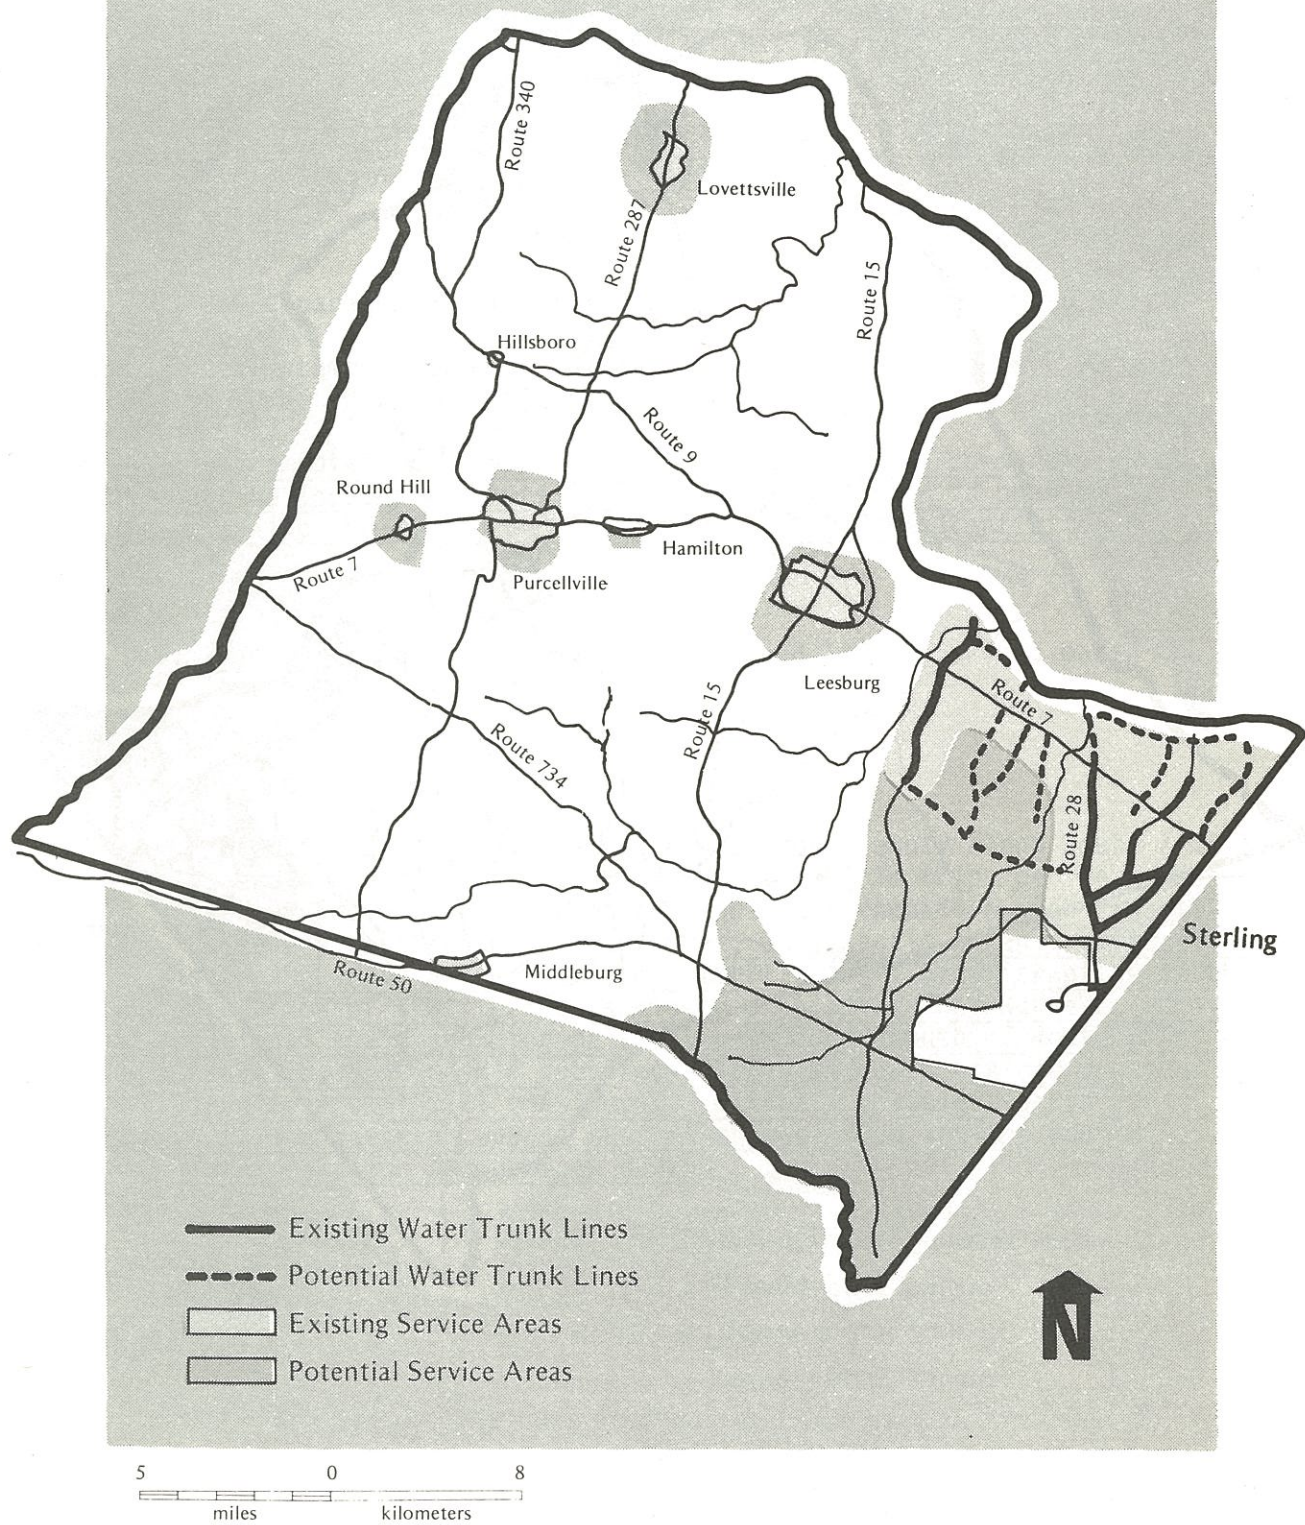 Route 340
Lovettsville
Route 287
Route 15
Hillsboro
Route 9
Round Hill
Hamilton
Route 7
Purcellville
Leesburg
Route 7
Route 15
Route 734
Route 28
Sterling
Middleburg
Route 50
Existing Water Trunk Lines
Potential Water Trunk Lines
Existing Service Areas
Potential Service Areas
N
5 0 8
miles kilometers